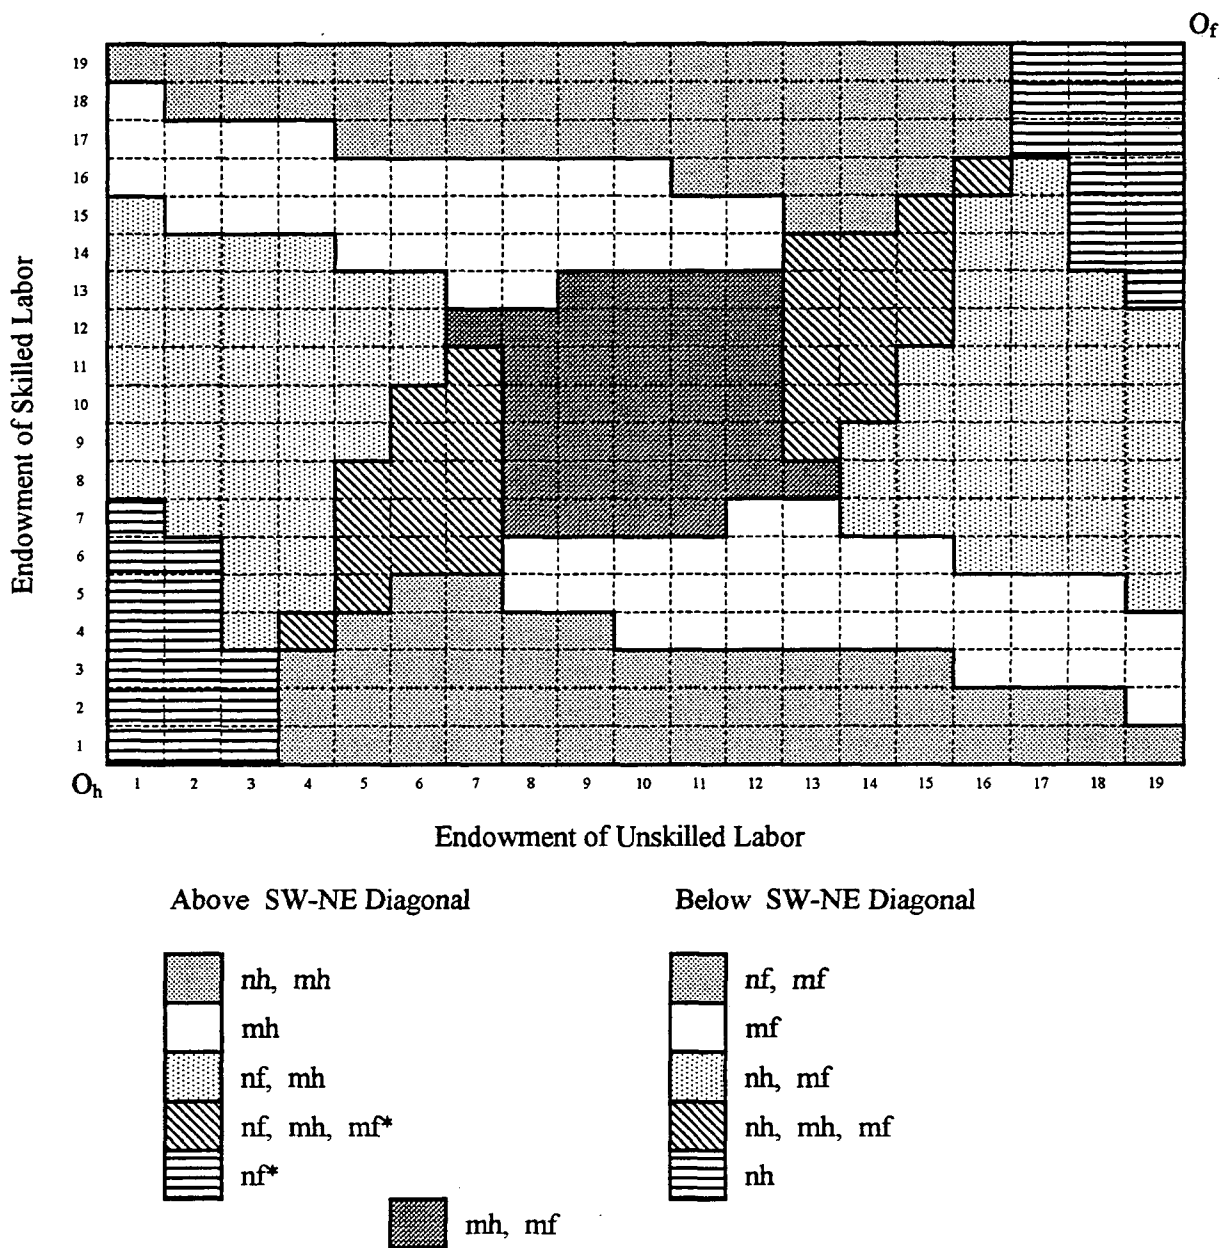 O_f
19
18
17
16
15
14
13
12
11
10
9
8
7
6
5
4
3
2
1
Endowment of Skilled Labor
O_h 1 2 3 4 5 6 7 8 9 10 11 12 13 14 15 16 17 18 19
Endowment of Unskilled Labor
Above SW-NE Diagonal
nh, mh
mh
nf, mh
nf, mh, mf*
nf*
Below SW-NE Diagonal
nf, mf
mf
nh, mf
nh, mh, mf
nh
mh, mf